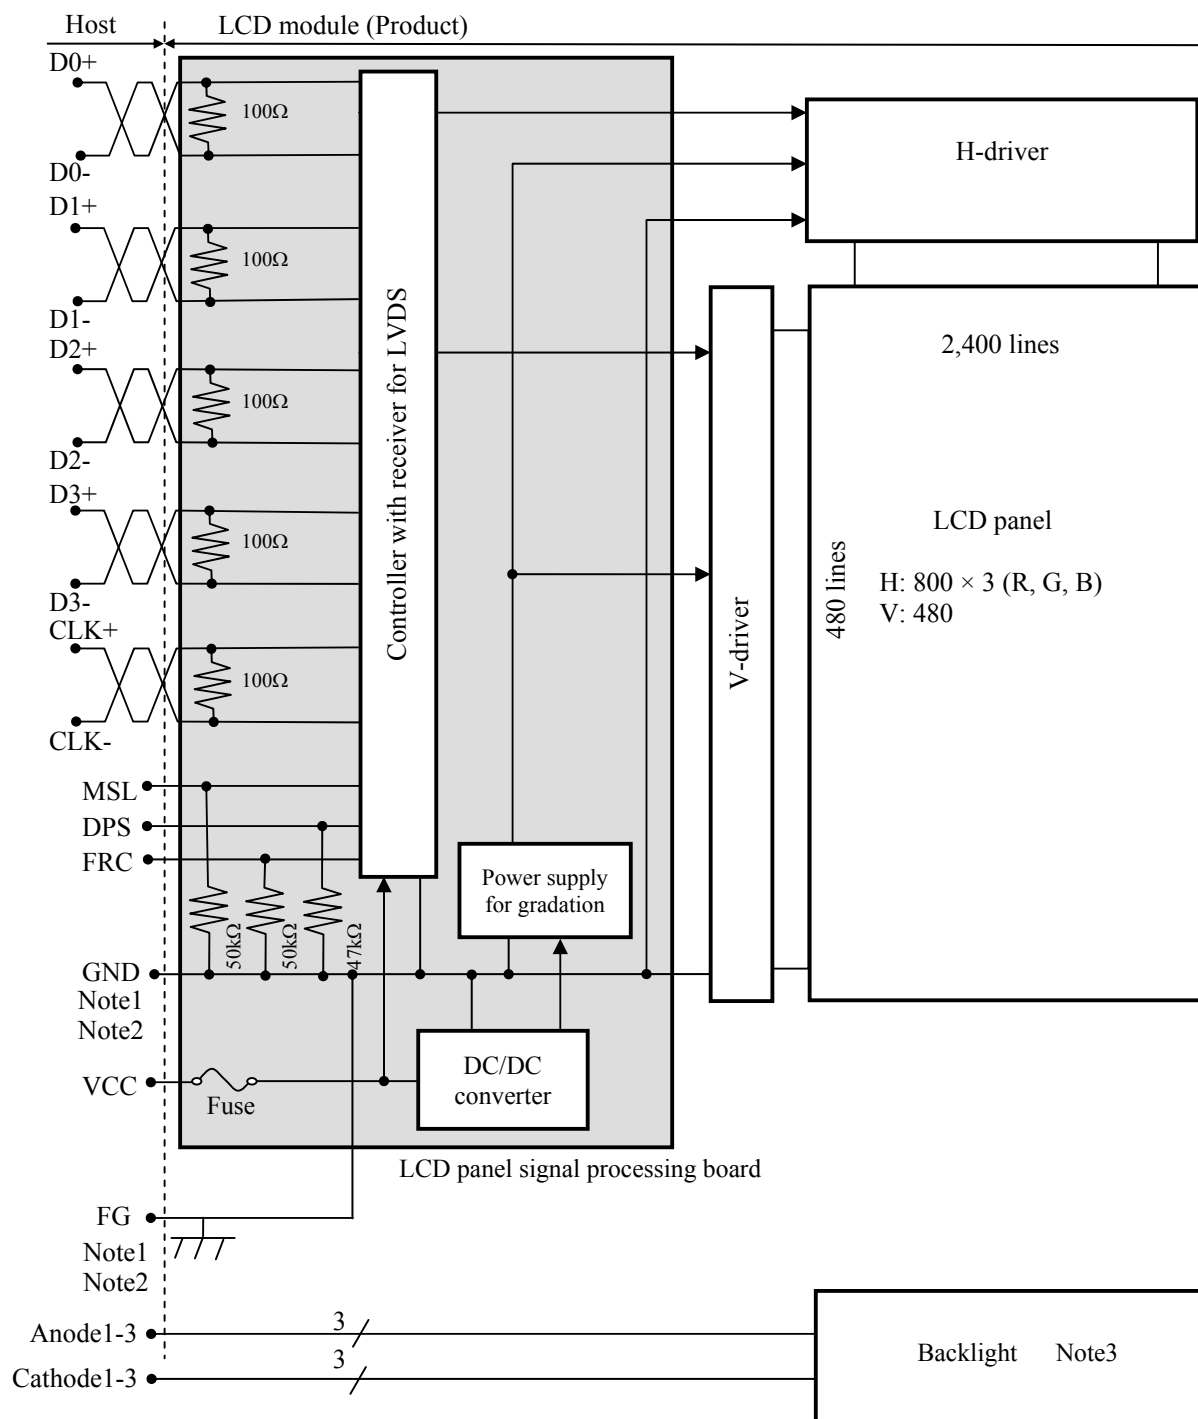 Host
LCD module (Product)
D0+
100Ω
D0-
D1+
100Ω
D1-
D2+
100Ω
D2-
D3+
100Ω
D3-
CLK+
100Ω
CLK-
MSL
DPS
FRC
50kΩ
50kΩ
47kΩ
GND
Note1
Note2
VCC
Fuse
Controller with receiver for LVDS
Power supply
for gradation
DC/DC
converter
LCD panel signal processing board
H-driver
V-driver
2,400 lines
480 lines
LCD panel
H: 800 × 3 (R, G, B)
V: 480
FG
Note1
Note2
Anode1-3
3
Cathode1-3
3
Backlight Note3